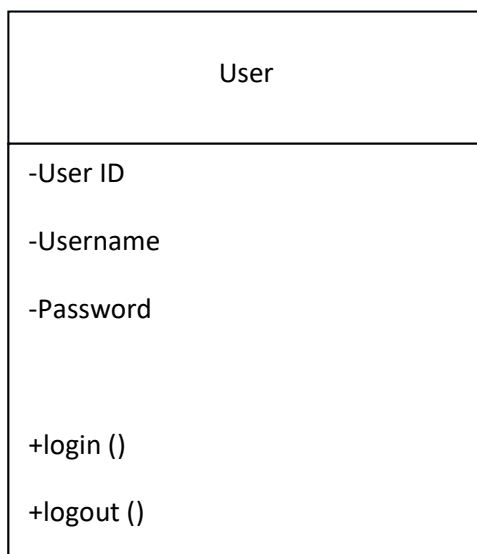 User
-User ID
-Username
-Password
+login ()
+logout ()